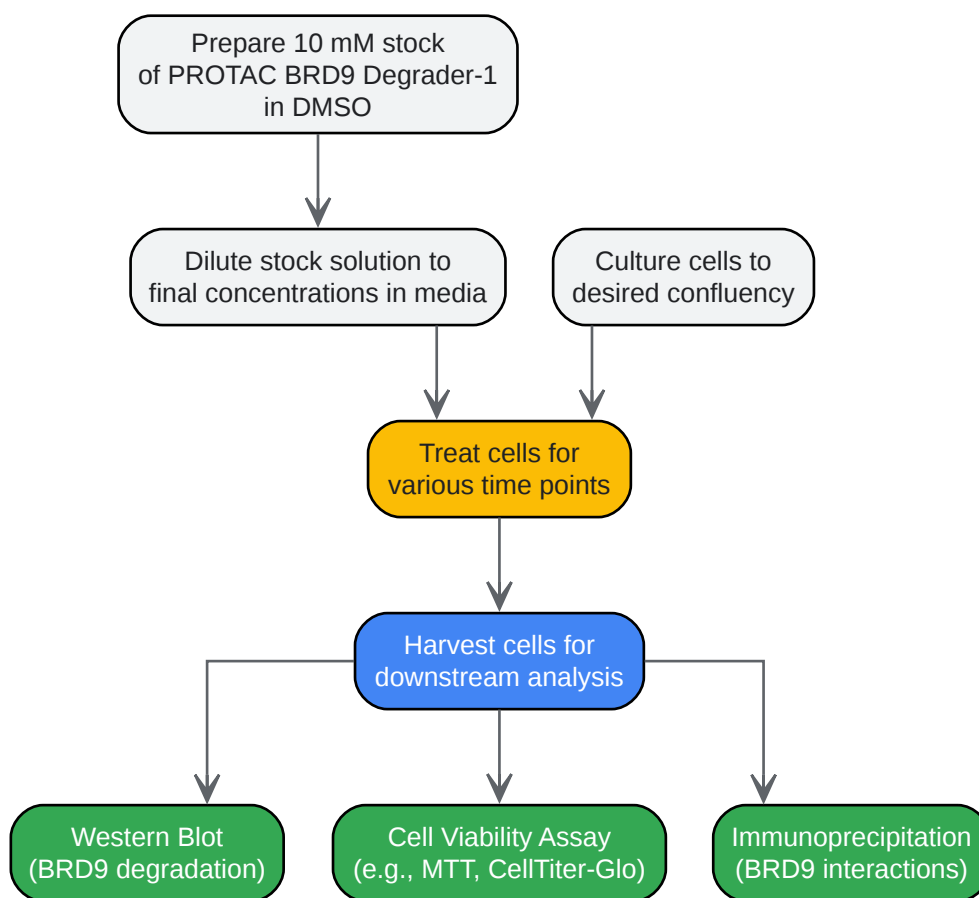 Prepare 10 mM stock
of PROTAC BRD9 Degrader-1
in DMSO
Dilute stock solution to
final concentrations in media
Culture cells to
desired confluency
Treat cells for
various time points
Harvest cells for
downstream analysis
Western Blot
(BRD9 degradation)
Cell Viability Assay
(e.g., MTT, CellTiter-Glo)
Immunoprecipitation
(BRD9 interactions)